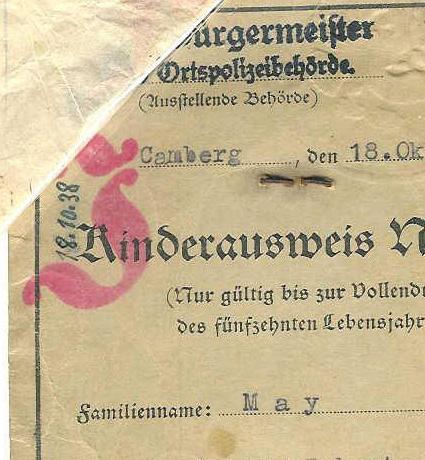 Bürgermeister
Ortspolizeibehörde.
(Ausstellende Behörde)
Camberg, den 18. Ok
J
18.10.38
Kinderausweis N
(Nur gültig bis zur Vollend
des fünfzehnten Lebensjahr
Familienname: May